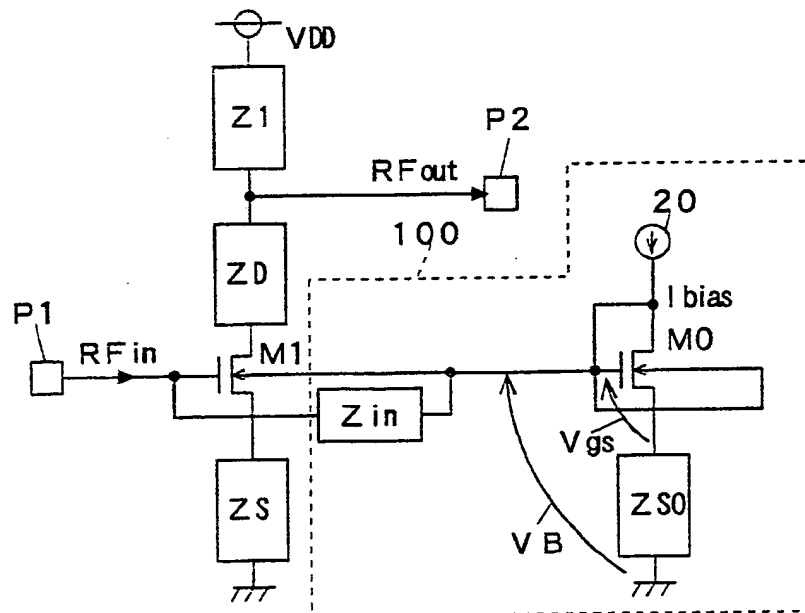 VDD
Z1
P2
RFout
20
100
ZD
Ibias
P1
RFin
M1
M0
Zin
Vgs
ZS
ZS0
VB